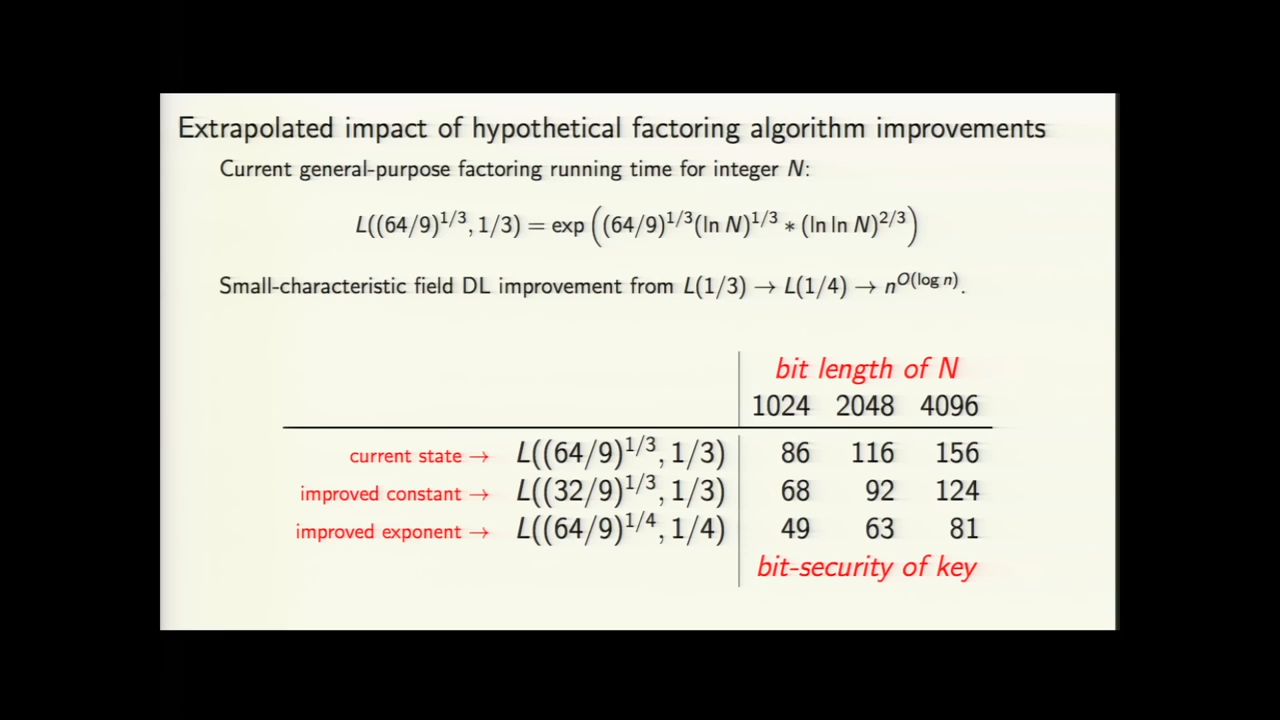 Extrapolated impact of hypothetical factoring algorithm improvements
Current general-purpose factoring running time for integer N:
L((64/9)^{1/3}, 1/3) = exp((64/9)^{1/3}(ln N)^{1/3} * (ln ln N)^{2/3})
Small-characteristic field DL improvement from L(1/3) → L(1/4) → n^{O(log n)}.
bit length of N
1024 2048 4096
current state → L((64/9)^{1/3}, 1/3) 86 116 156
improved constant → L((32/9)^{1/3}, 1/3) 68 92 124
improved exponent → L((64/9)^{1/4}, 1/4) 49 63 81
bit-security of key